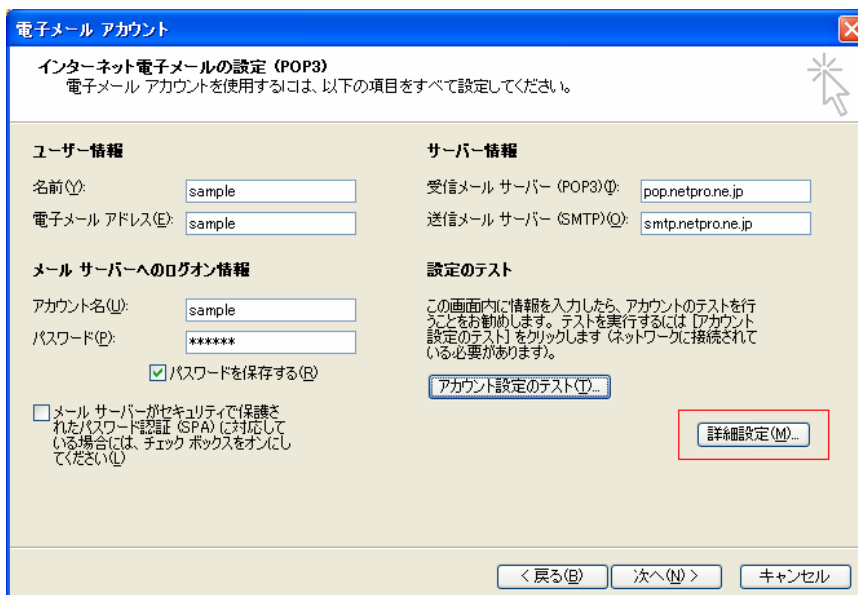 電子メール アカウント
インターネット電子メールの設定 (POP3)
電子メール アカウントを使用するには、以下の項目をすべて設定してください。
ユーザー情報
名前(Y):
sample
電子メール アドレス(E):
sample
メール サーバーへのログオン情報
アカウント名(U):
sample
パスワード(P):
******
パスワードを保存する(R)
メール サーバーがセキュリティで保護さ
れたパスワード認証 (SPA) に対応して
いる場合には、チェック ボックスをオンにし
てください(L)
サーバー情報
受信メール サーバー (POP3)(I):
pop.netpro.ne.jp
送信メール サーバー (SMTP)(O):
smtp.netpro.ne.jp
設定のテスト
この画面内に情報を入力したら、アカウントのテストを行
うことをお勧めします。テストを実行するには [アカウント
設定のテスト] をクリックします (ネットワークに接続されて
いる必要があります)。
アカウント設定のテスト(T)...
詳細設定(M)...
< 戻る(B)
次へ(N) >
キャンセル